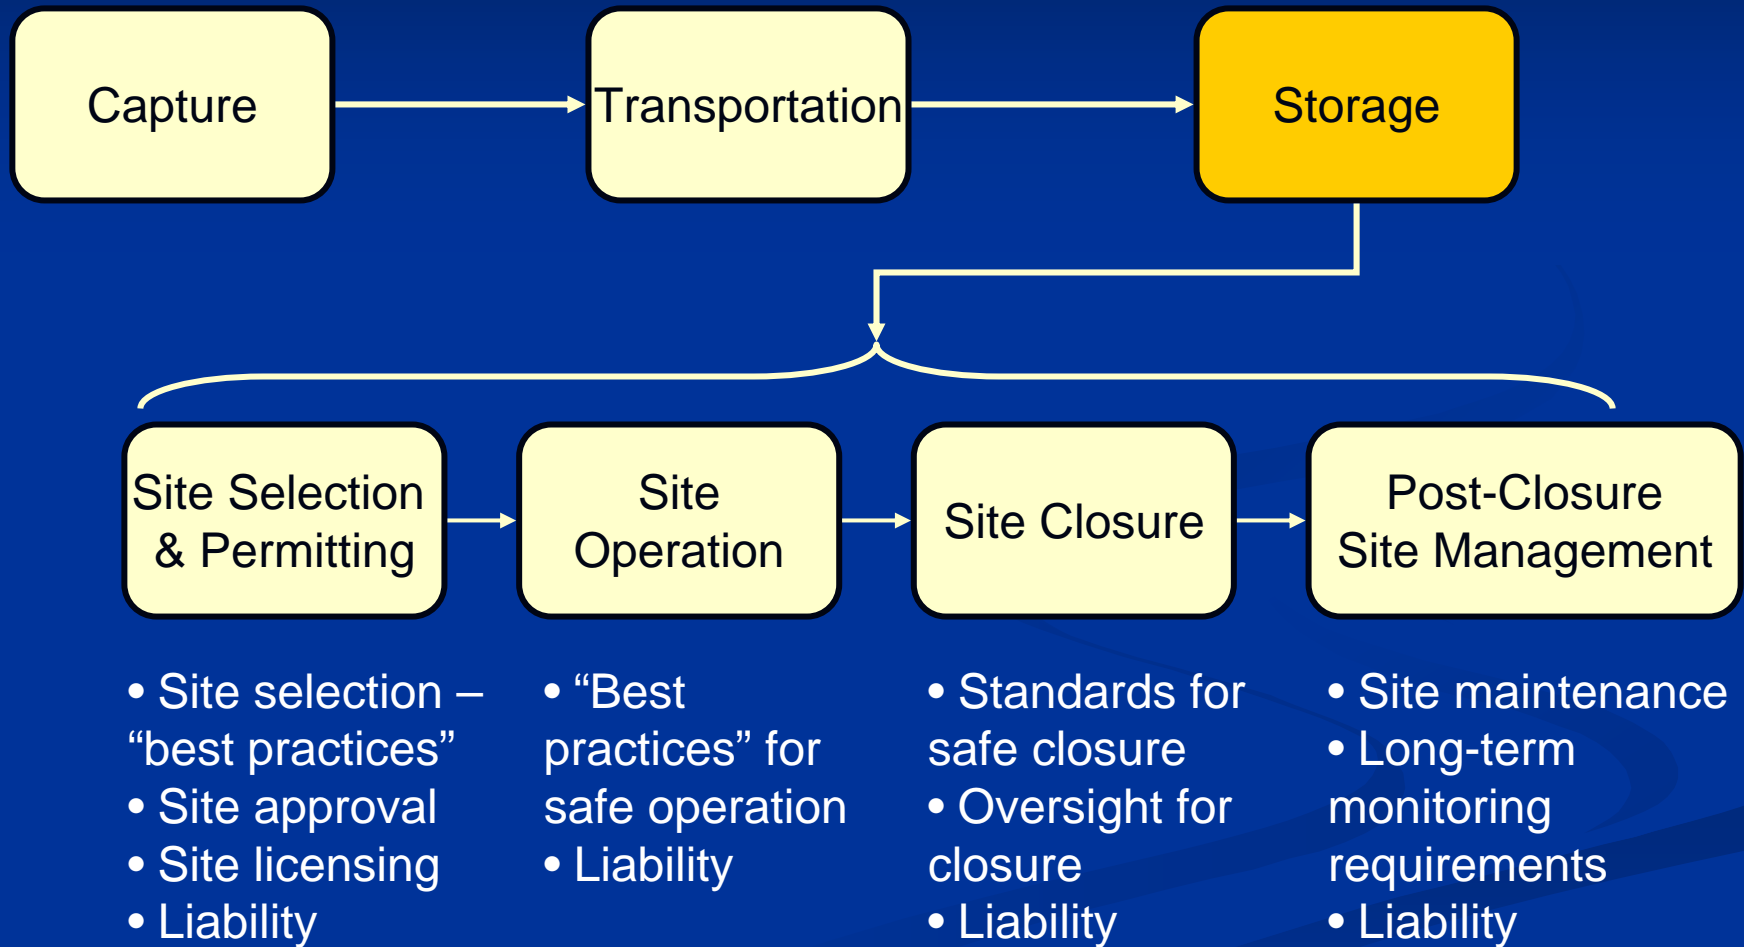 Capture
Transportation
Storage
Site Selection
& Permitting
Site
Operation
Site Closure
Post-Closure
Site Management
• Site selection –
“best practices”
• Site approval
• Site licensing
• Liability
• “Best
practices” for
safe operation
• Liability
• Standards for
safe closure
• Oversight for
closure
• Liability
• Site maintenance
• Long-term
monitoring
requirements
• Liability